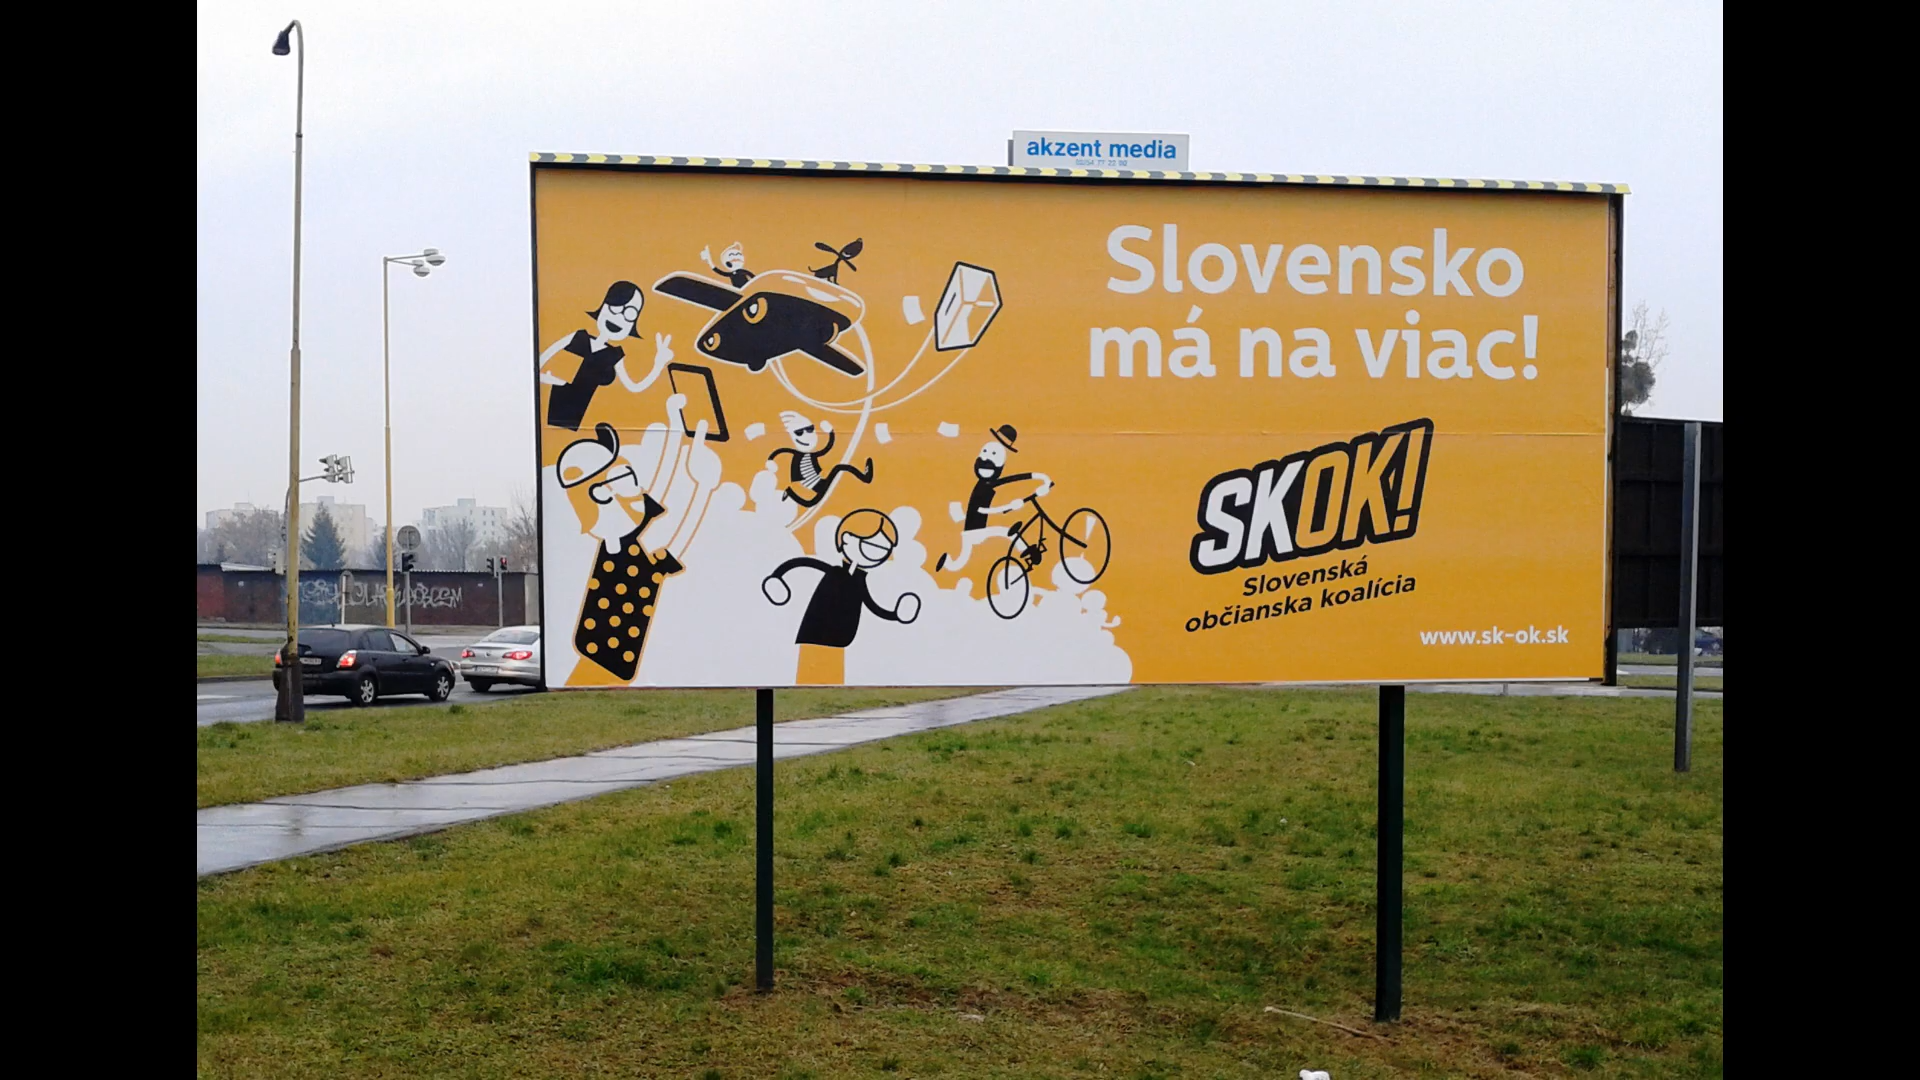 akzent media
Slovensko
má na viac!
SKOK!
Slovenská
občianska koalícia
www.sk-ok.sk